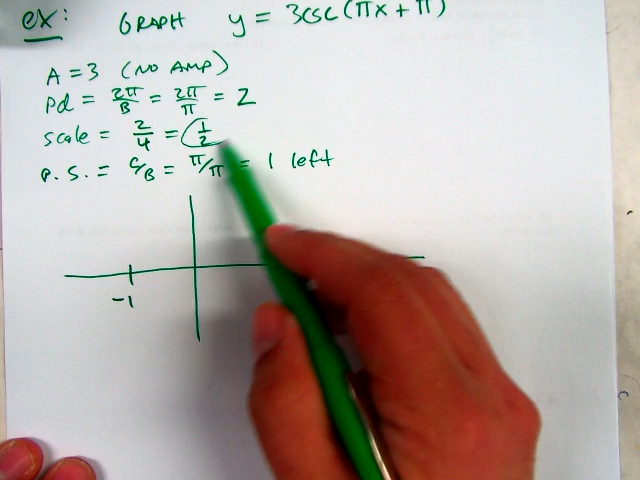 ex: GRAPH y = 3csc(πx + π)
A = 3 (NO AMP)
Pd = 2π/B = 2π/π = 2
scale = 2/4 = 1/2
P.S. = C/B = π/π = 1 left
-1